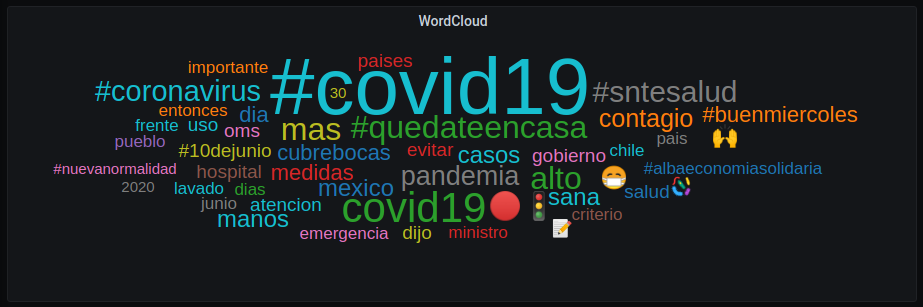 WordCloud
paises
importante
#covid19
30
#coronavirus
#sntesalud
entonces
dia
#buenmiercoles
contagio
frente
uso
oms
mas
#quedateencasa
pueblo
pais
#10dejunio
cubrebocas
evitar
casos
gobierno
chile
#nuevanormalidad
hospital
medidas
pandemia
alto
#albaeconomiasolidaria
2020
lavado
dias
mexico
salud
sana
junio
atencion
covid19
criterio
manos
emergencia
dijo
ministro